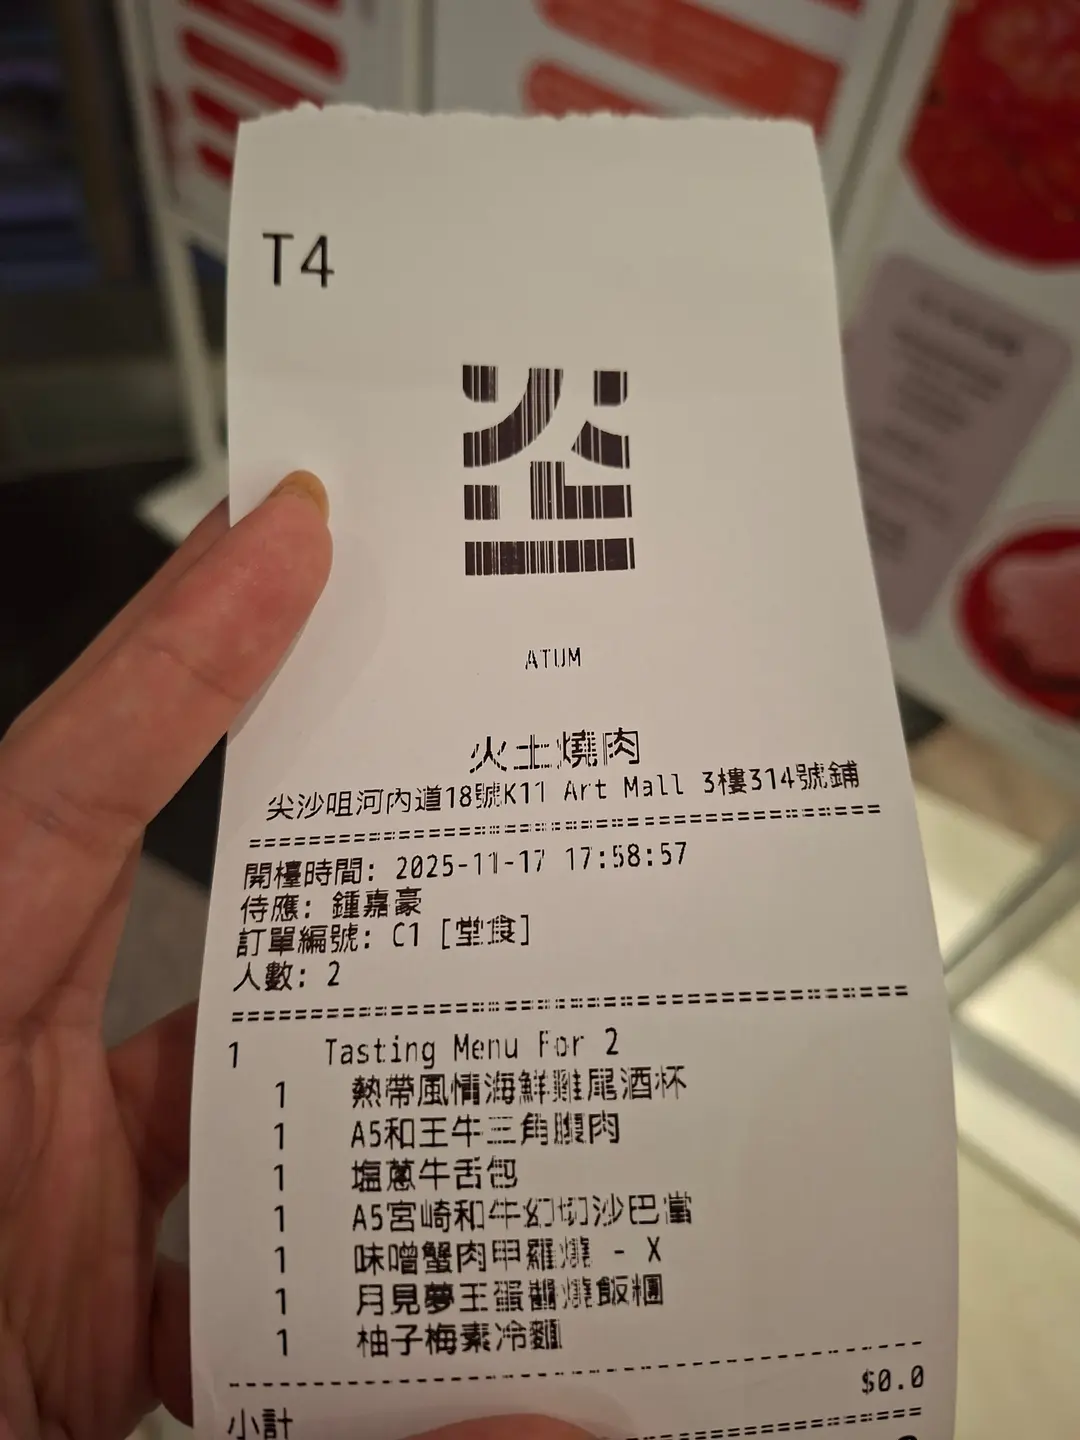 T4
ATUM
火土燒肉
尖沙咀河內道18號K11 Art Mall 3樓314號鋪
開檯時間: 2025-11-17 17:58:57
侍應: 鍾嘉豪
訂單編號: C1 [堂食]
人數: 2
1 Tasting Menu For 2
1 熱帶風情海鮮雞尾酒杯
1 A5和王牛三角腹肉
1 塩蔥牛舌包
1 A5宮崎和牛幻切沙巴翁
1 味噌蟹肉甲羅燒 - X
1 月見夢王蛋戲燒飯糰
1 柚子梅素冷麵
$0.0
小計